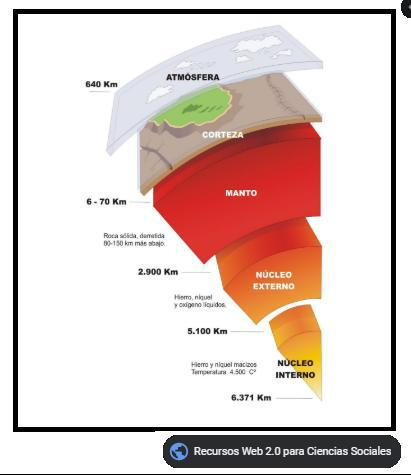 ATMÓSFERA
640 Km
CORTEZA
MANTO
6 - 70 Km
Roca sólida, derretida
80-150 km más abajo.
2.900 Km
NÚCLEO
EXTERNO
Hierro, níquel
y oxígeno líquidos.
5.100 Km
Hierro y níquel macizos
Temperatura 4.500 Cº
NÚCLEO
INTERNO
6.371 Km
Recursos Web 2.0 para Ciencias Sociales